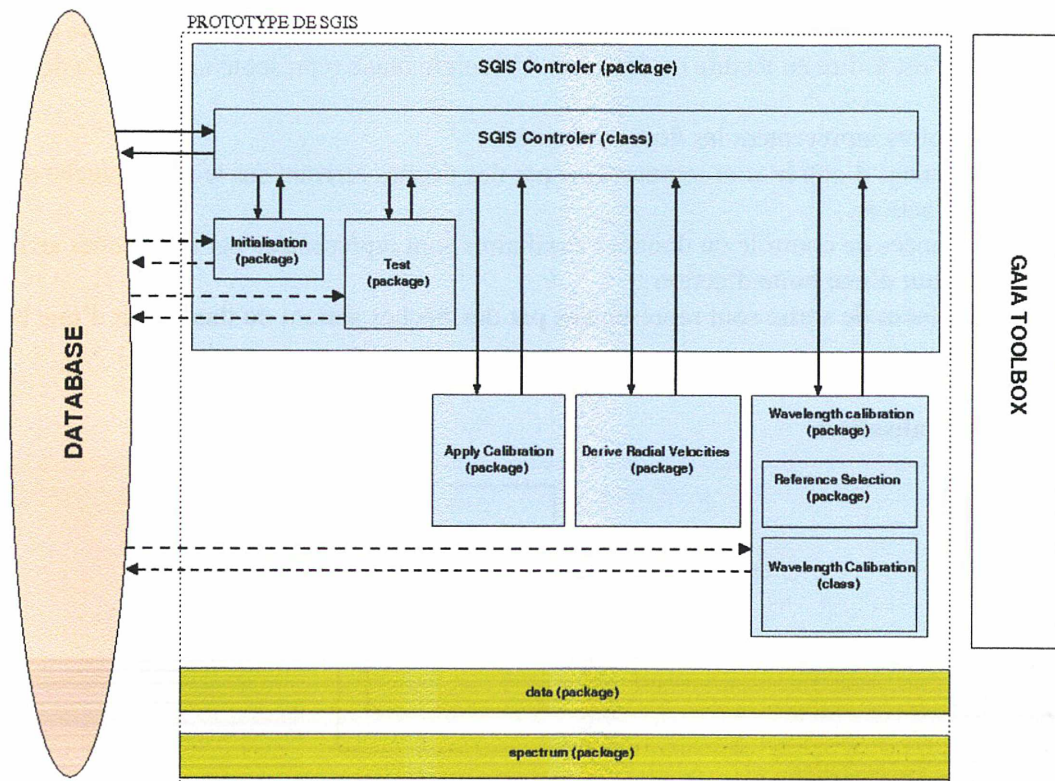 PROTOTYPE DE SGIS
SGIS Controler (package)
SGIS Controler (class)
Initialisation
(package)
Test
(package)
DATABASE
GAIA TOOLBOX
Apply Calibration
(package)
Derive Radial Velocities
(package)
Wavelength calibration
(package)
Reference Selection
(package)
Wavelength Calibration
(class)
data (package)
spectrum (package)